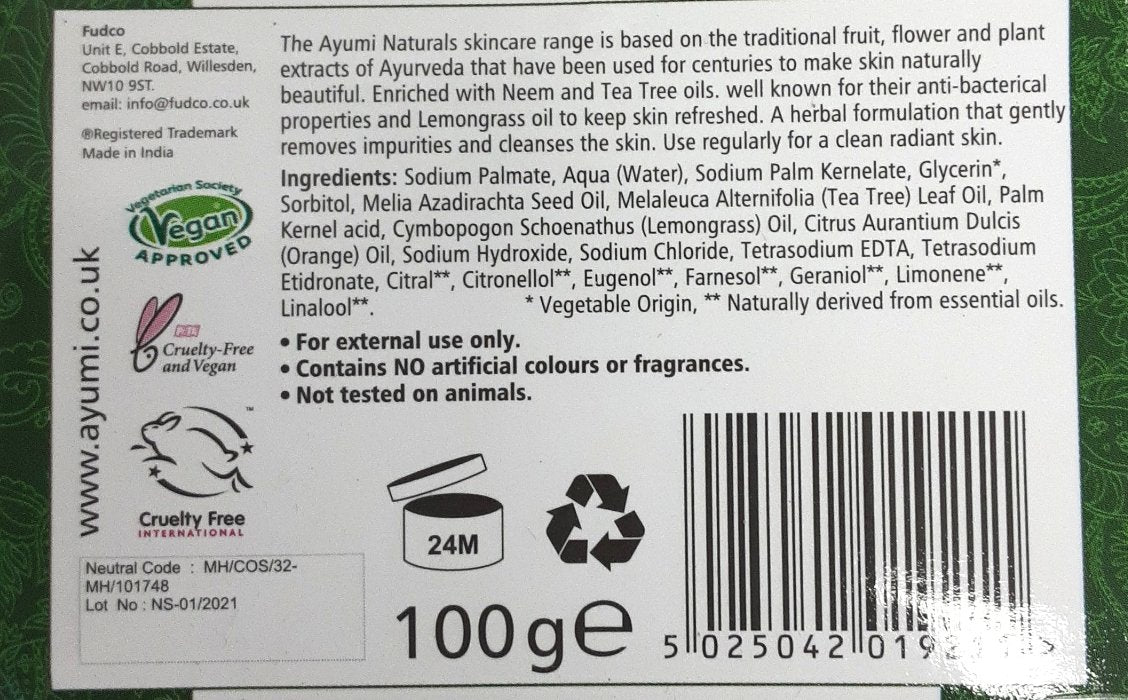 Fudco
Unit E, Cobbold Estate,
Cobbold Road, Willesden,
NW10 9ST.
email: info@fudco.co.uk
®Registered Trademark
Made in India
Vegetarian Society
Vegan
APPROVED
PeTA
Cruelty-Free
and Vegan
™
Cruelty Free
INTERNATIONAL
www.ayumi.co.uk
Neutral Code : MH/COS/32-
MH/101748
Lot No : NS-01/2021
The Ayumi Naturals skincare range is based on the traditional fruit, flower and plant
extracts of Ayurveda that have been used for centuries to make skin naturally
beautiful. Enriched with Neem and Tea Tree oils. well known for their anti-bacterical
properties and Lemongrass oil to keep skin refreshed. A herbal formulation that gently
removes impurities and cleanses the skin. Use regularly for a clean radiant skin.
Ingredients: Sodium Palmate, Aqua (Water), Sodium Palm Kernelate, Glycerin*,
Sorbitol, Melia Azadirachta Seed Oil, Melaleuca Alternifolia (Tea Tree) Leaf Oil, Palm
Kernel acid, Cymbopogon Schoenathus (Lemongrass) Oil, Citrus Aurantium Dulcis
(Orange) Oil, Sodium Hydroxide, Sodium Chloride, Tetrasodium EDTA, Tetrasodium
Etidronate, Citral**, Citronellol**, Eugenol**, Farnesol**, Geraniol**, Limonene**,
Linalool**. * Vegetable Origin, ** Naturally derived from essential oils.
• For external use only.
• Contains NO artificial colours or fragrances.
• Not tested on animals.
24M
100g e
5 025042 019